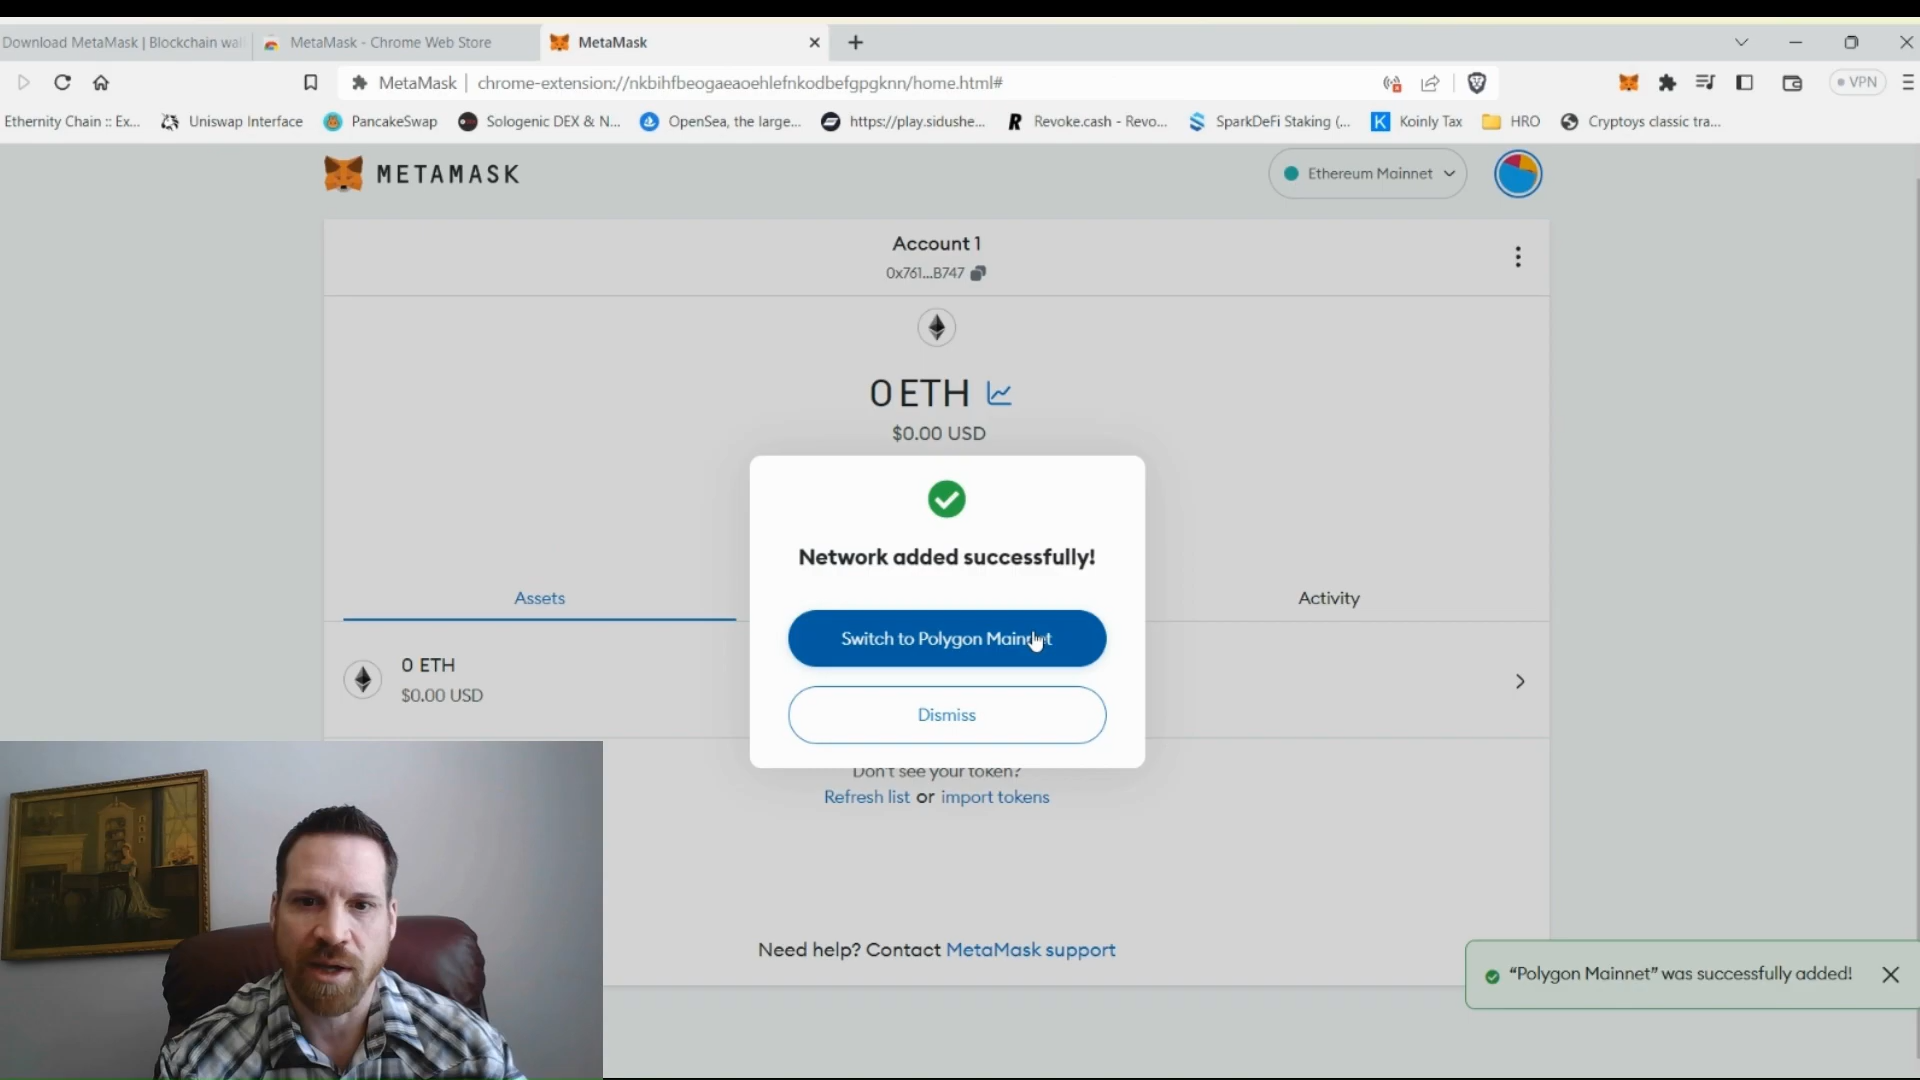 Download MetaMask | Blockchain wal
MetaMask - Chrome Web Store
MetaMask
MetaMask | chrome-extension://nkbihfbeogaeaoehlefnkodbefgpgknn/home.html#
VPN
Ethernity Chain :: Ex...
Uniswap Interface
PancakeSwap
Sologenic DEX & N...
OpenSea, the large...
https://play.sidushe...
Revoke.cash - Revo...
SparkDeFi Staking (...
Koinly Tax
HRO
Cryptoys classic tra...
METAMASK
Ethereum Mainnet
Account 1
0x761...B747
0 ETH
$0.00 USD
Network added successfully!
Switch to Polygon Mainnet
Dismiss
Assets
Activity
0 ETH
$0.00 USD
Don't see your token?
Refresh list or import tokens
Need help? Contact MetaMask support
"Polygon Mainnet" was successfully added!